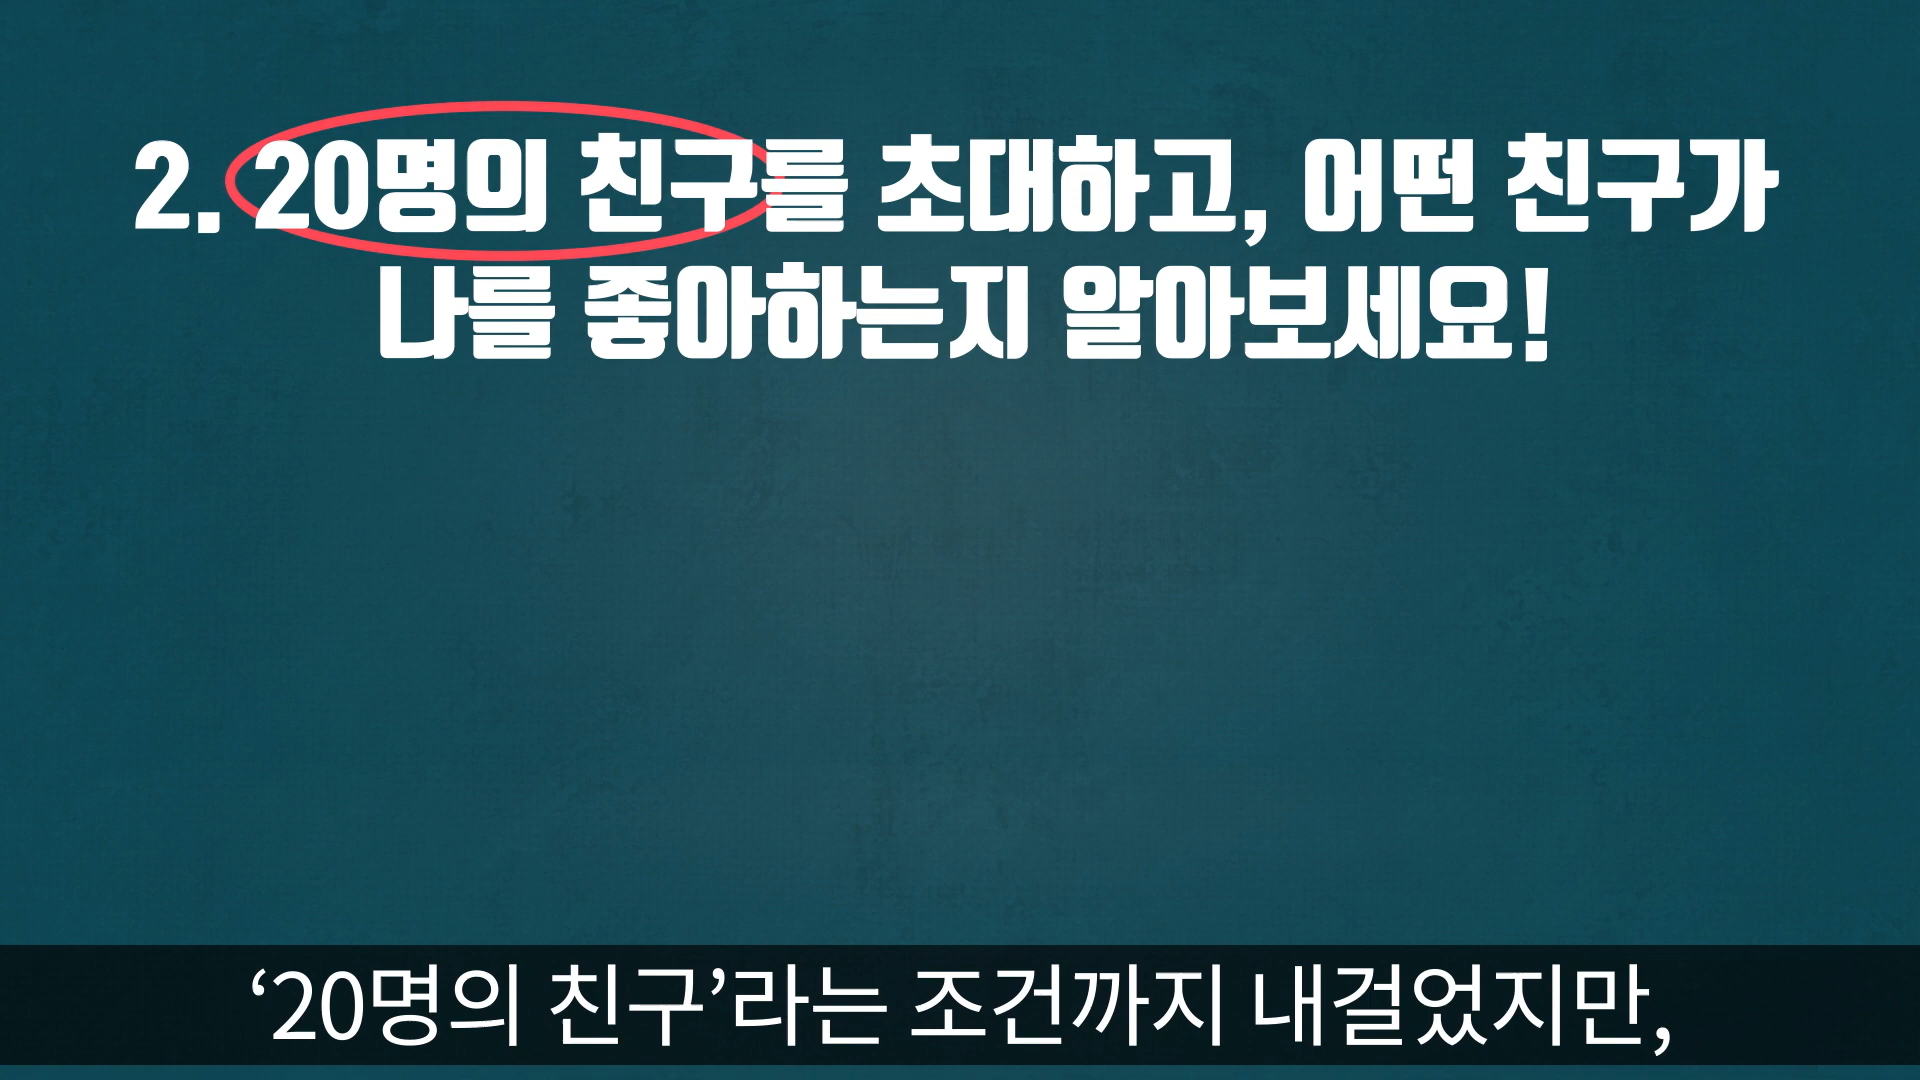 2. 20명의 친구를 초대하고, 어떤 친구가
나를 좋아하는지 알아보세요!
‘20명의 친구’라는 조건까지 내걸었지만,